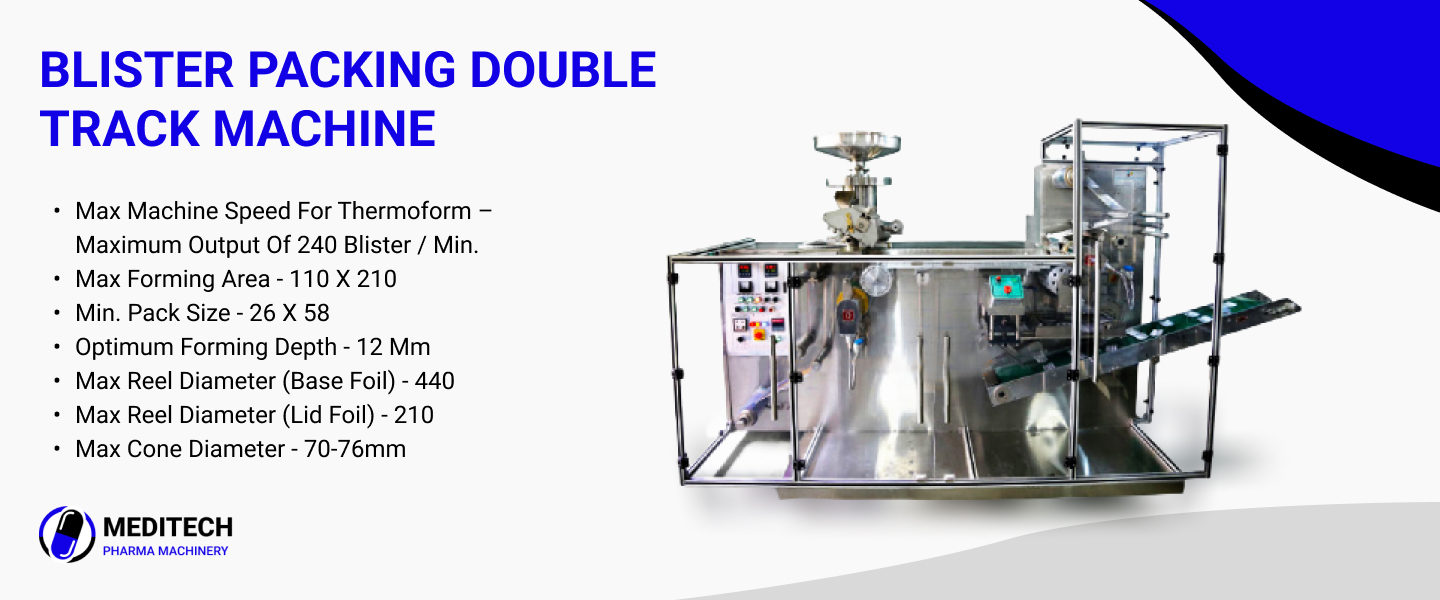 BLISTER PACKING DOUBLE
TRACK MACHINE
• Max Machine Speed For Thermoform –
Maximum Output Of 240 Blister / Min.
• Max Forming Area - 110 X 210
• Min. Pack Size - 26 X 58
• Optimum Forming Depth - 12 Mm
• Max Reel Diameter (Base Foil) - 440
• Max Reel Diameter (Lid Foil) - 210
• Max Cone Diameter - 70-76mm
MEDITECH
PHARMA MACHINERY